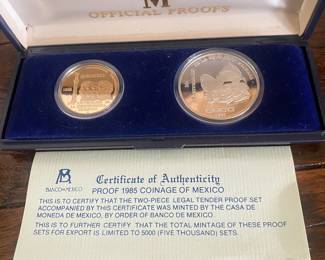 M
OFFICIAL PROOFS
BANCO DE MEXICO
Certificate of Authenticity
PROOF 1985 COINAGE OF MEXICO
THIS IS TO CERTIFY THAT THE TWO-PIECE LEGAL TENDER PROOF SET
ACCOMPANIED BY THIS CERTIFICATE WAS MINTED BY THE CASA DE
MONEDA DE MEXICO, BY ORDER OF BANCO DE MEXICO.
THIS IS TO FURTHER CERTIFY THAT THE TOTAL MINTAGE OF THESE PROOF
SETS FOR EXPORT IS LIMITED TO 5000 (FIVE THOUSAND) SETS.